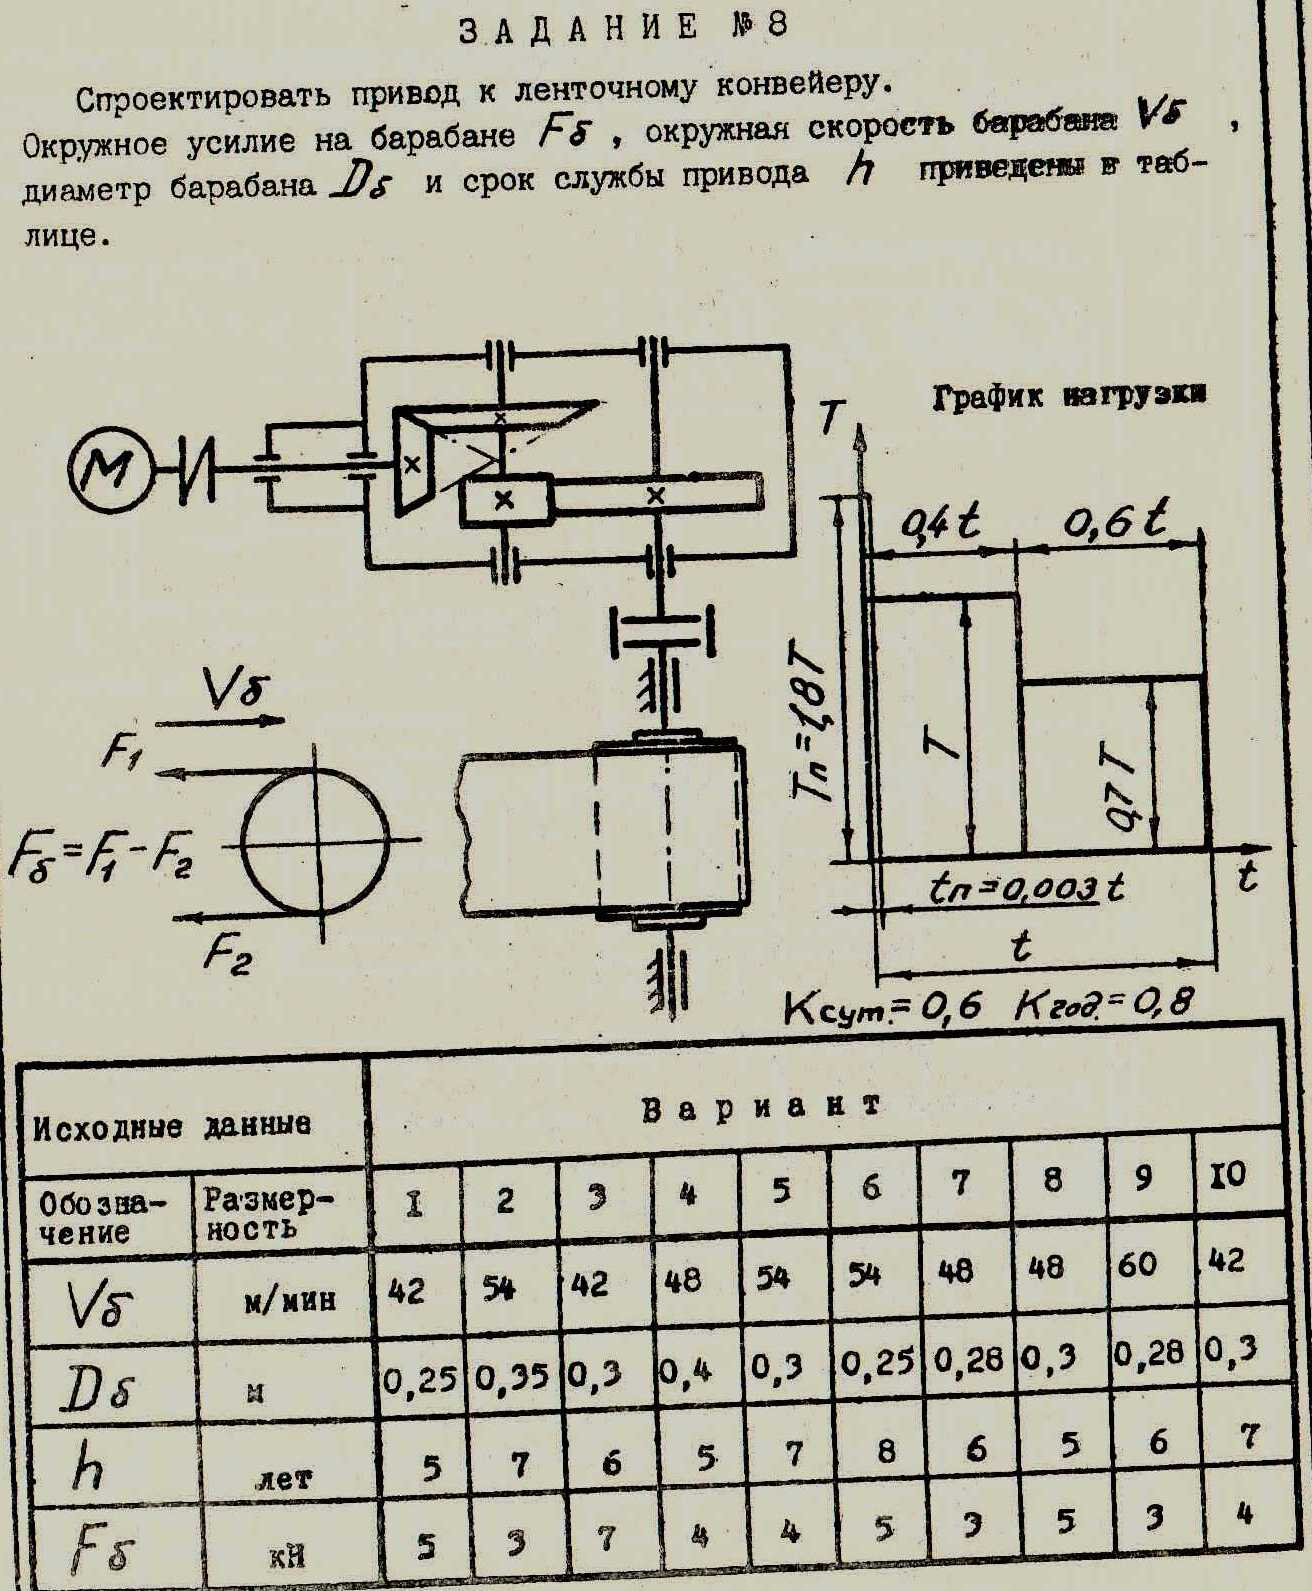 ЗАДАНИЕ №8
Спроектировать привод к ленточному конвейеру.
Окружное усилие на барабане Fб , окружная скорость барабана Vб ,
диаметр барабана Dб и срок службы привода h приведены в таб-
лице.
График нагрузки
M
T
0,4t
0,6t
Tп=1,8T
T
0,7T
t
tп=0,003t
t
Kсут.=0,6 Kгод.=0,8
Vб
F1
Fб=F1-F2
F2
Исходные данные
Вариант
Обозна-
чение
Размер-
ность
1 2 3 4 5 6 7 8 9 10
Vб м/мин 42 54 42 48 54 54 48 48 60 42
Dб м 0,25 0,35 0,3 0,4 0,3 0,25 0,28 0,3 0,28 0,3
h лет 5 7 6 5 7 8 6 5 6 7
Fб кН 5 3 7 4 4 5 3 5 3 4